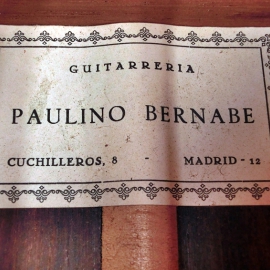 GUITARRERIA
PAULINO BERNABE
CUCHILLEROS, 8 - MADRID - 12